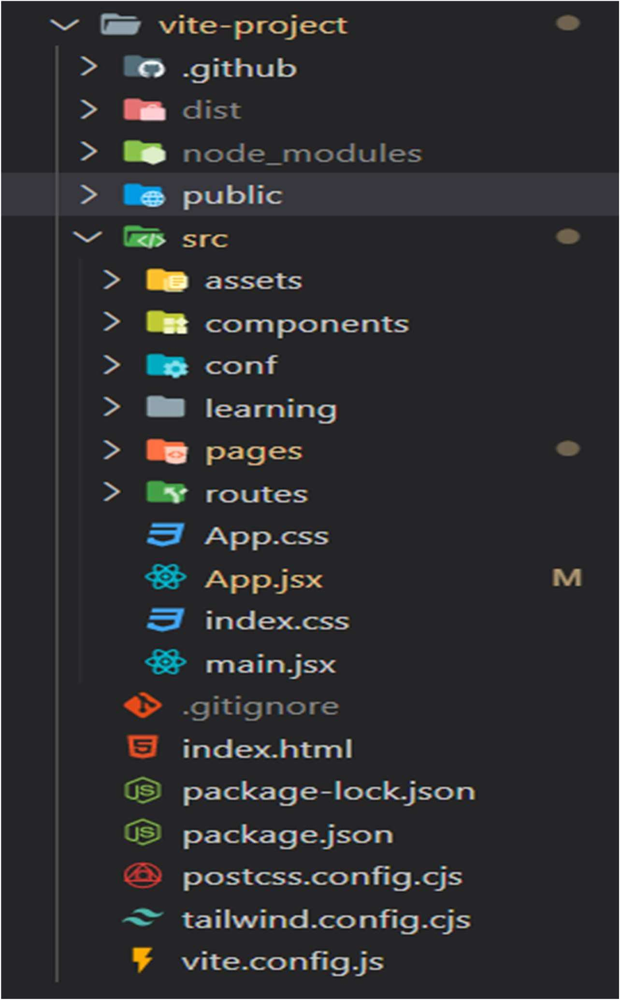 vite-project
.github
dist
node_modules
public
src
assets
components
conf
learning
pages
routes
App.css
App.jsx M
index.css
main.jsx
.gitignore
index.html
package-lock.json
package.json
postcss.config.cjs
tailwind.config.cjs
vite.config.js